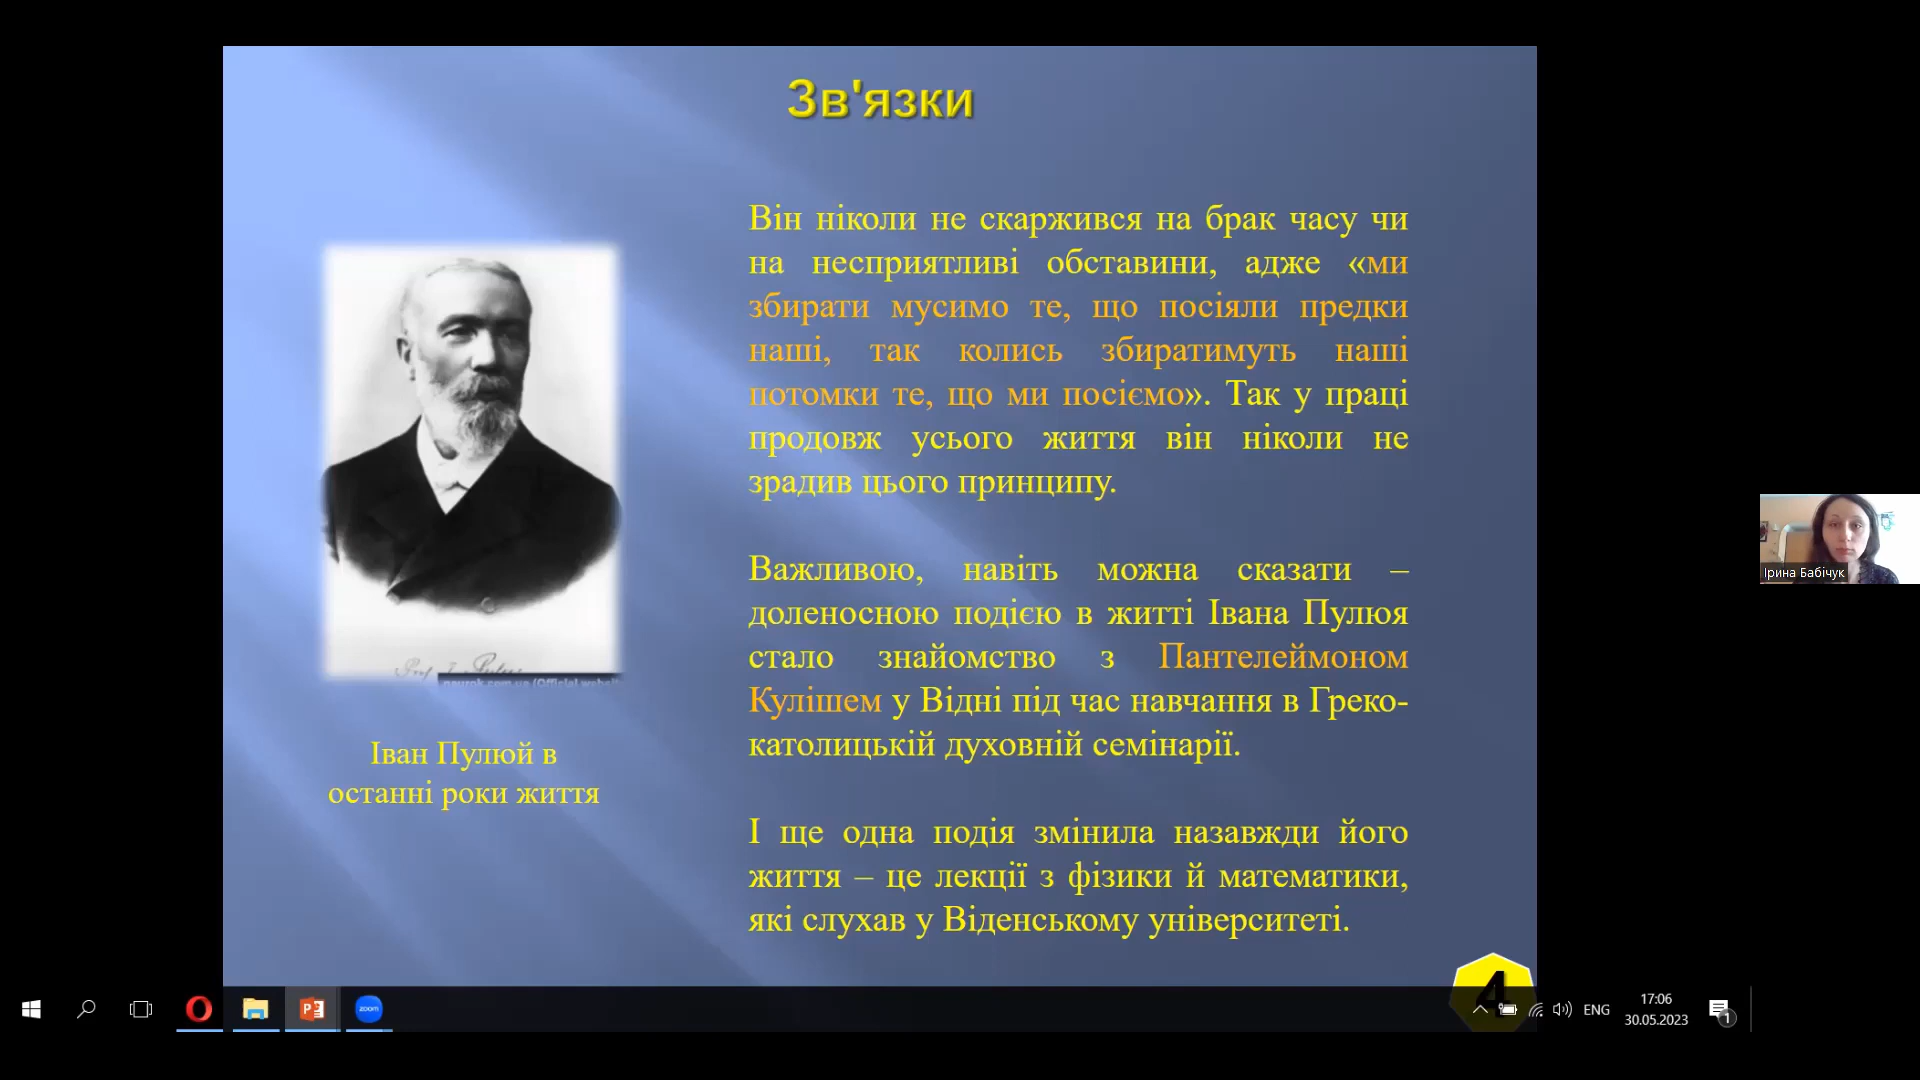 Зв'язки
Він ніколи не скаржився на брак часу чи
на несприятливі обставини, адже «ми
збирати мусимо те, що посіяли предки
наші, так колись збиратимуть наші
потомки те, що ми посіємо». Так у праці
продовж усього життя він ніколи не
зрадив цього принципу.
Важливою, навіть можна сказати –
доленосною подією в житті Івана Пулюя
стало знайомство з Пантелеймоном
Кулішем у Відні під час навчання в Греко-
католицькій духовній семінарії.
І ще одна подія змінила назавжди його
життя – це лекції з фізики й математики,
які слухав у Віденському університеті.
Іван Пулюй в
останні роки життя
Ірина Бабічук
4
zoom
ENG
17:06
30.05.2023
1